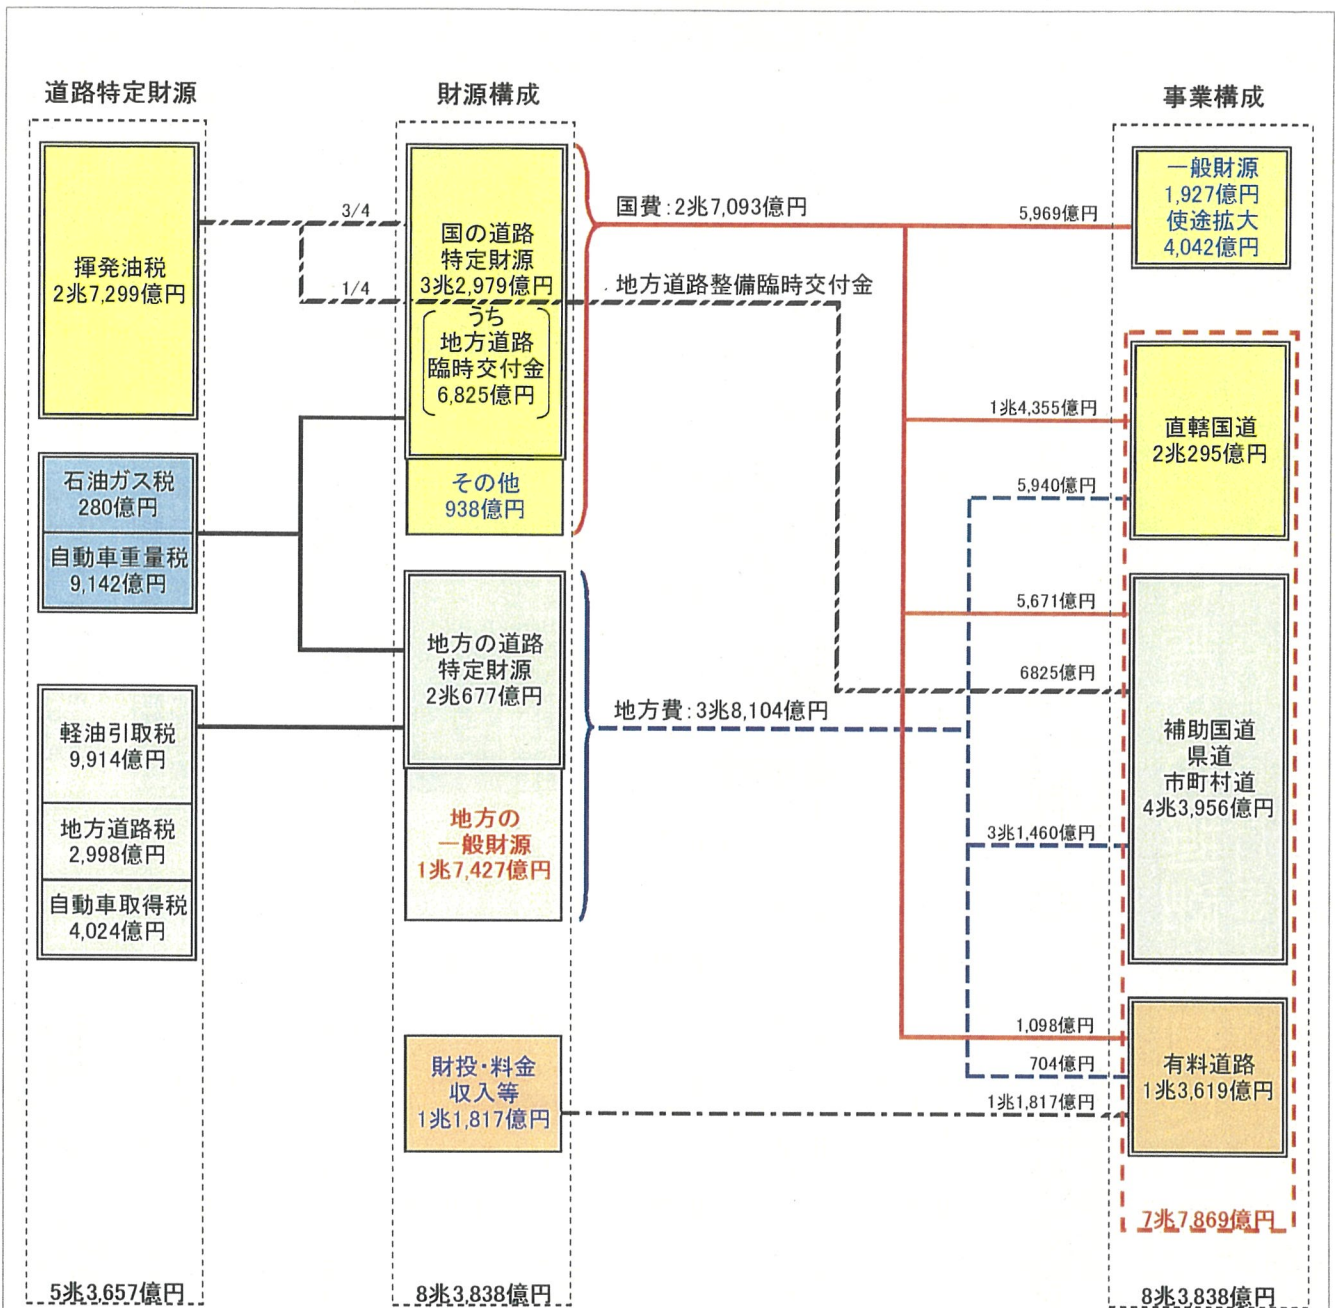 道路特定財源
揮発油税
2兆7,299億円
石油ガス税
280億円
自動車重量税
9,142億円
軽油引取税
9,914億円
地方道路税
2,998億円
自動車取得税
4,024億円
5兆3,657億円
3/4
1/4
財源構成
国の道路
特定財源
3兆2,979億円
うち
地方道路
臨時交付金
6,825億円
その他
938億円
地方の道路
特定財源
2兆677億円
地方の
一般財源
1兆7,427億円
財投・料金
収入等
1兆1,817億円
8兆3,838億円
国費:2兆7,093億円
地方道路整備臨時交付金
地方費:3兆8,104億円
5,969億円
1兆4,355億円
5,940億円
5,671億円
6825億円
3兆1,460億円
1,098億円
704億円
1兆1,817億円
事業構成
一般財源
1,927億円
使途拡大
4,042億円
直轄国道
2兆295億円
補助国道
県道
市町村道
4兆3,956億円
有料道路
1兆3,619億円
7兆7,869億円
8兆3,838億円